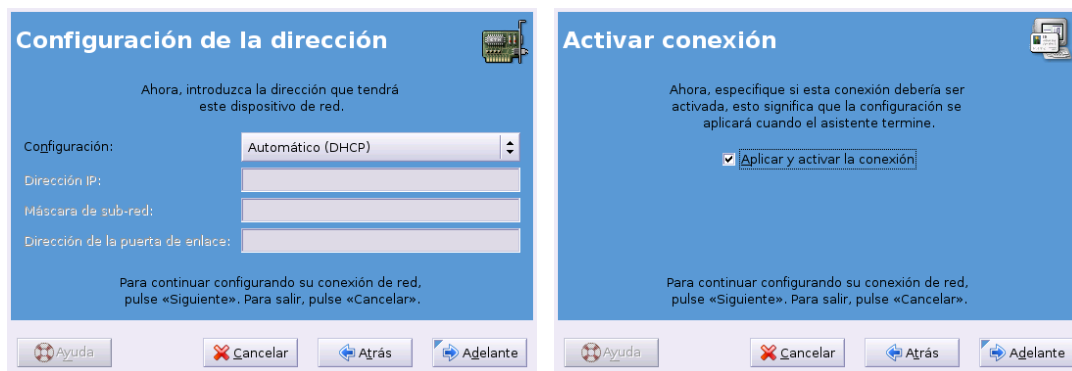 Configuración de la dirección
Ahora, introduzca la dirección que tendrá
este dispositivo de red.
Configuración:
Automático (DHCP)
Dirección IP:
Máscara de sub-red:
Dirección de la puerta de enlace:
Para continuar configurando su conexión de red,
pulse «Siguiente». Para salir, pulse «Cancelar».
Ayuda
Cancelar
Atrás
Adelante
Activar conexión
Ahora, especifique si esta conexión debería ser
activada, esto significa que la configuración se
aplicará cuando el asistente termine.
Aplicar y activar la conexión
Para continuar configurando su conexión de red,
pulse «Siguiente». Para salir, pulse «Cancelar».
Ayuda
Cancelar
Atrás
Adelante